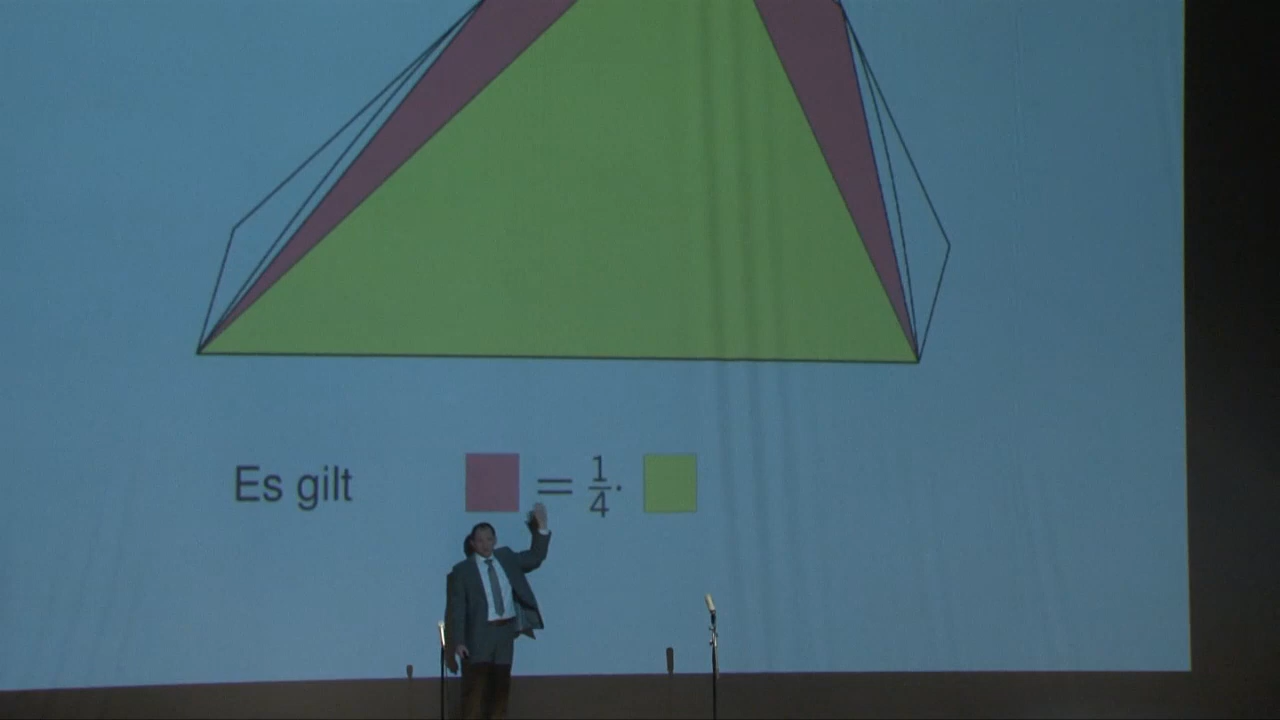 Es gilt = 1/4 ·